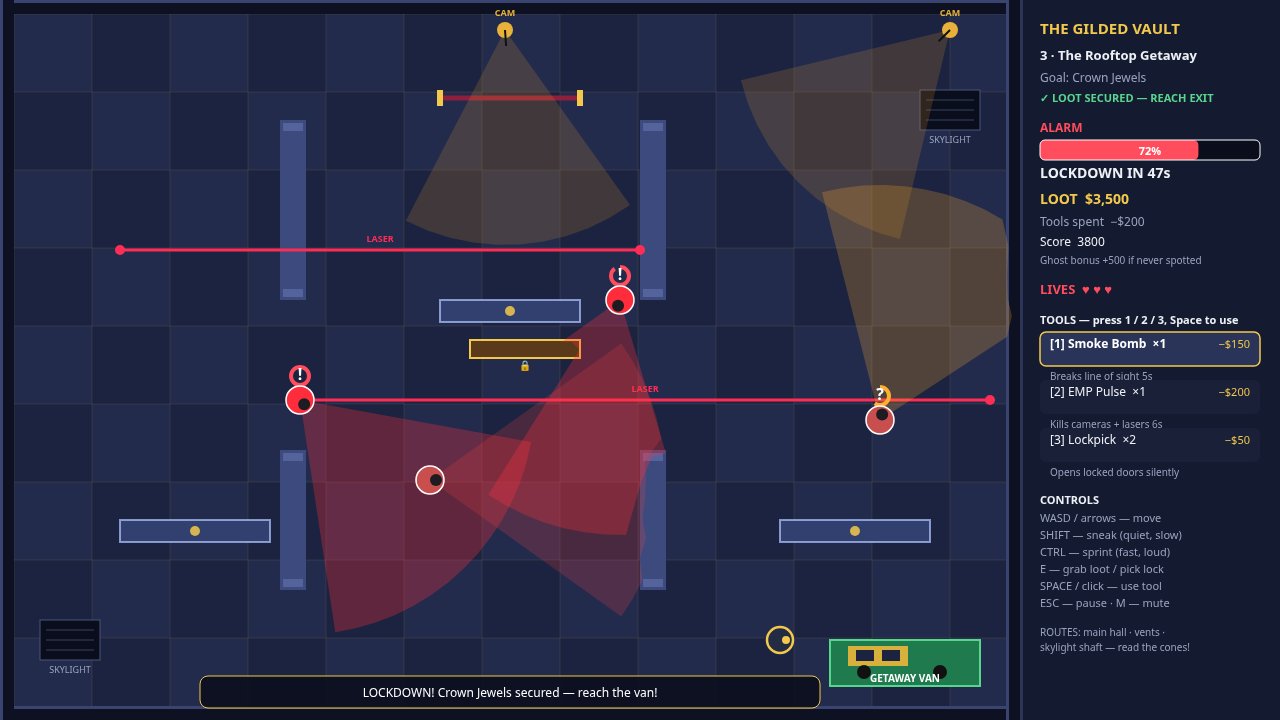 CAM
CAM
SKYLIGHT
LASER
!
!
LASER
?
SKYLIGHT
GETAWAY VAN
LOCKDOWN! Crown Jewels secured — reach the van!
THE GILDED VAULT
3 · The Rooftop Getaway
Goal: Crown Jewels
✓ LOOT SECURED — REACH EXIT
ALARM
72%
LOCKDOWN IN 47s
LOOT $3,500
Tools spent −$200
Score 3800
Ghost bonus +500 if never spotted
LIVES ♥ ♥ ♥
TOOLS — press 1 / 2 / 3, Space to use
[1] Smoke Bomb ×1 −$150
Breaks line of sight 5s
[2] EMP Pulse ×1 −$200
Kills cameras + lasers 6s
[3] Lockpick ×2 −$50
Opens locked doors silently
CONTROLS
WASD / arrows — move
SHIFT — sneak (quiet, slow)
CTRL — sprint (fast, loud)
E — grab loot / pick lock
SPACE / click — use tool
ESC — pause · M — mute
ROUTES: main hall · vents ·
skylight shaft — read the cones!